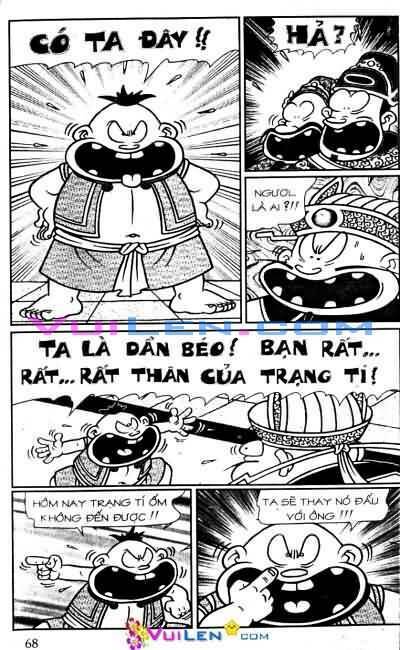 CÓ TA ĐÂY!!
HẢ?
NGƯƠI..
LÀ AI?!!
VUILEN.COM
TA LÀ DẦN BÉO! BẠN RẤT...
RẤT... RẤT THÂN CỦA TRẠNG TÍ!
HÔM NAY TRẠNG TÍ ỐM
KHÔNG ĐẾN ĐƯỢC!!
TA SẼ THAY NÓ ĐẤU
VỚI ÔNG!!!
68
VUILEN.COM